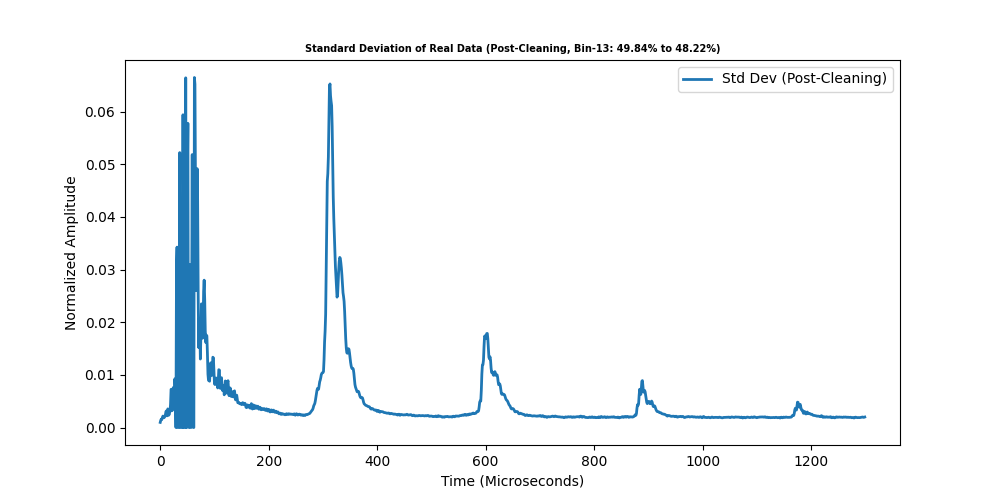 Standard Deviation of Real Data (Post-Cleaning, Bin-13: 49.84% to 48.22%)
Std Dev (Post-Cleaning)
Normalized Amplitude
0.06
0.05
0.04
0.03
0.02
0.01
0.00
0 200 400 600 800 1000 1200
Time (Microseconds)